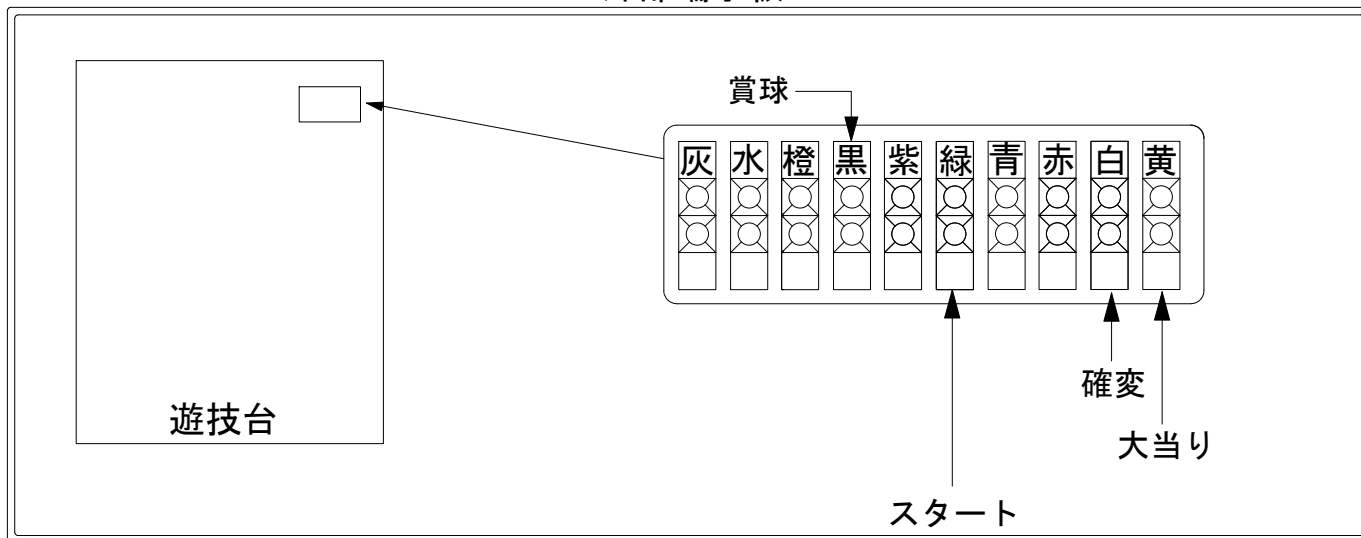 賞球
灰 水 橙 黒 紫 緑 青 赤 白 黄
確変
遊技台
大当り
スタート